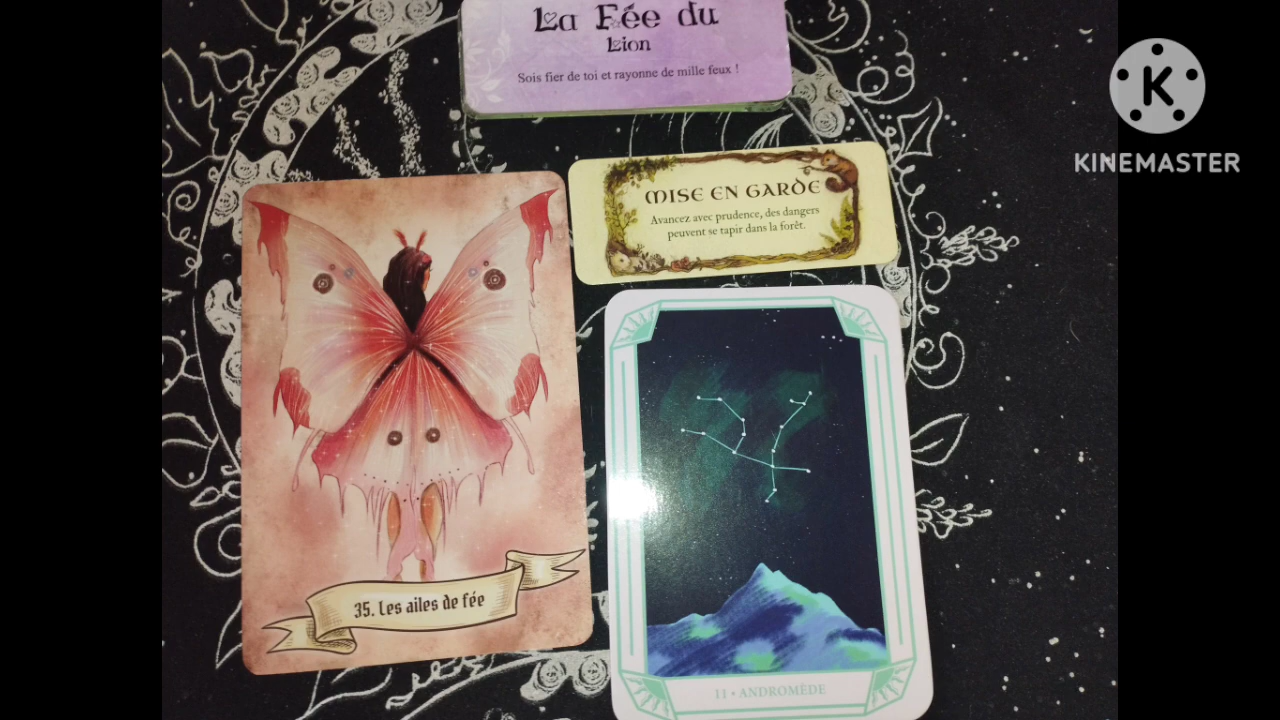 La Fée du
Lion
Sois fier de toi et rayonne de mille feux !
K
KINEMASTER
MISE EN GARDE
Avancez avec prudence, des dangers
peuvent se tapir dans la forêt.
35. Les ailes de fée
11 • ANDROMÈDE